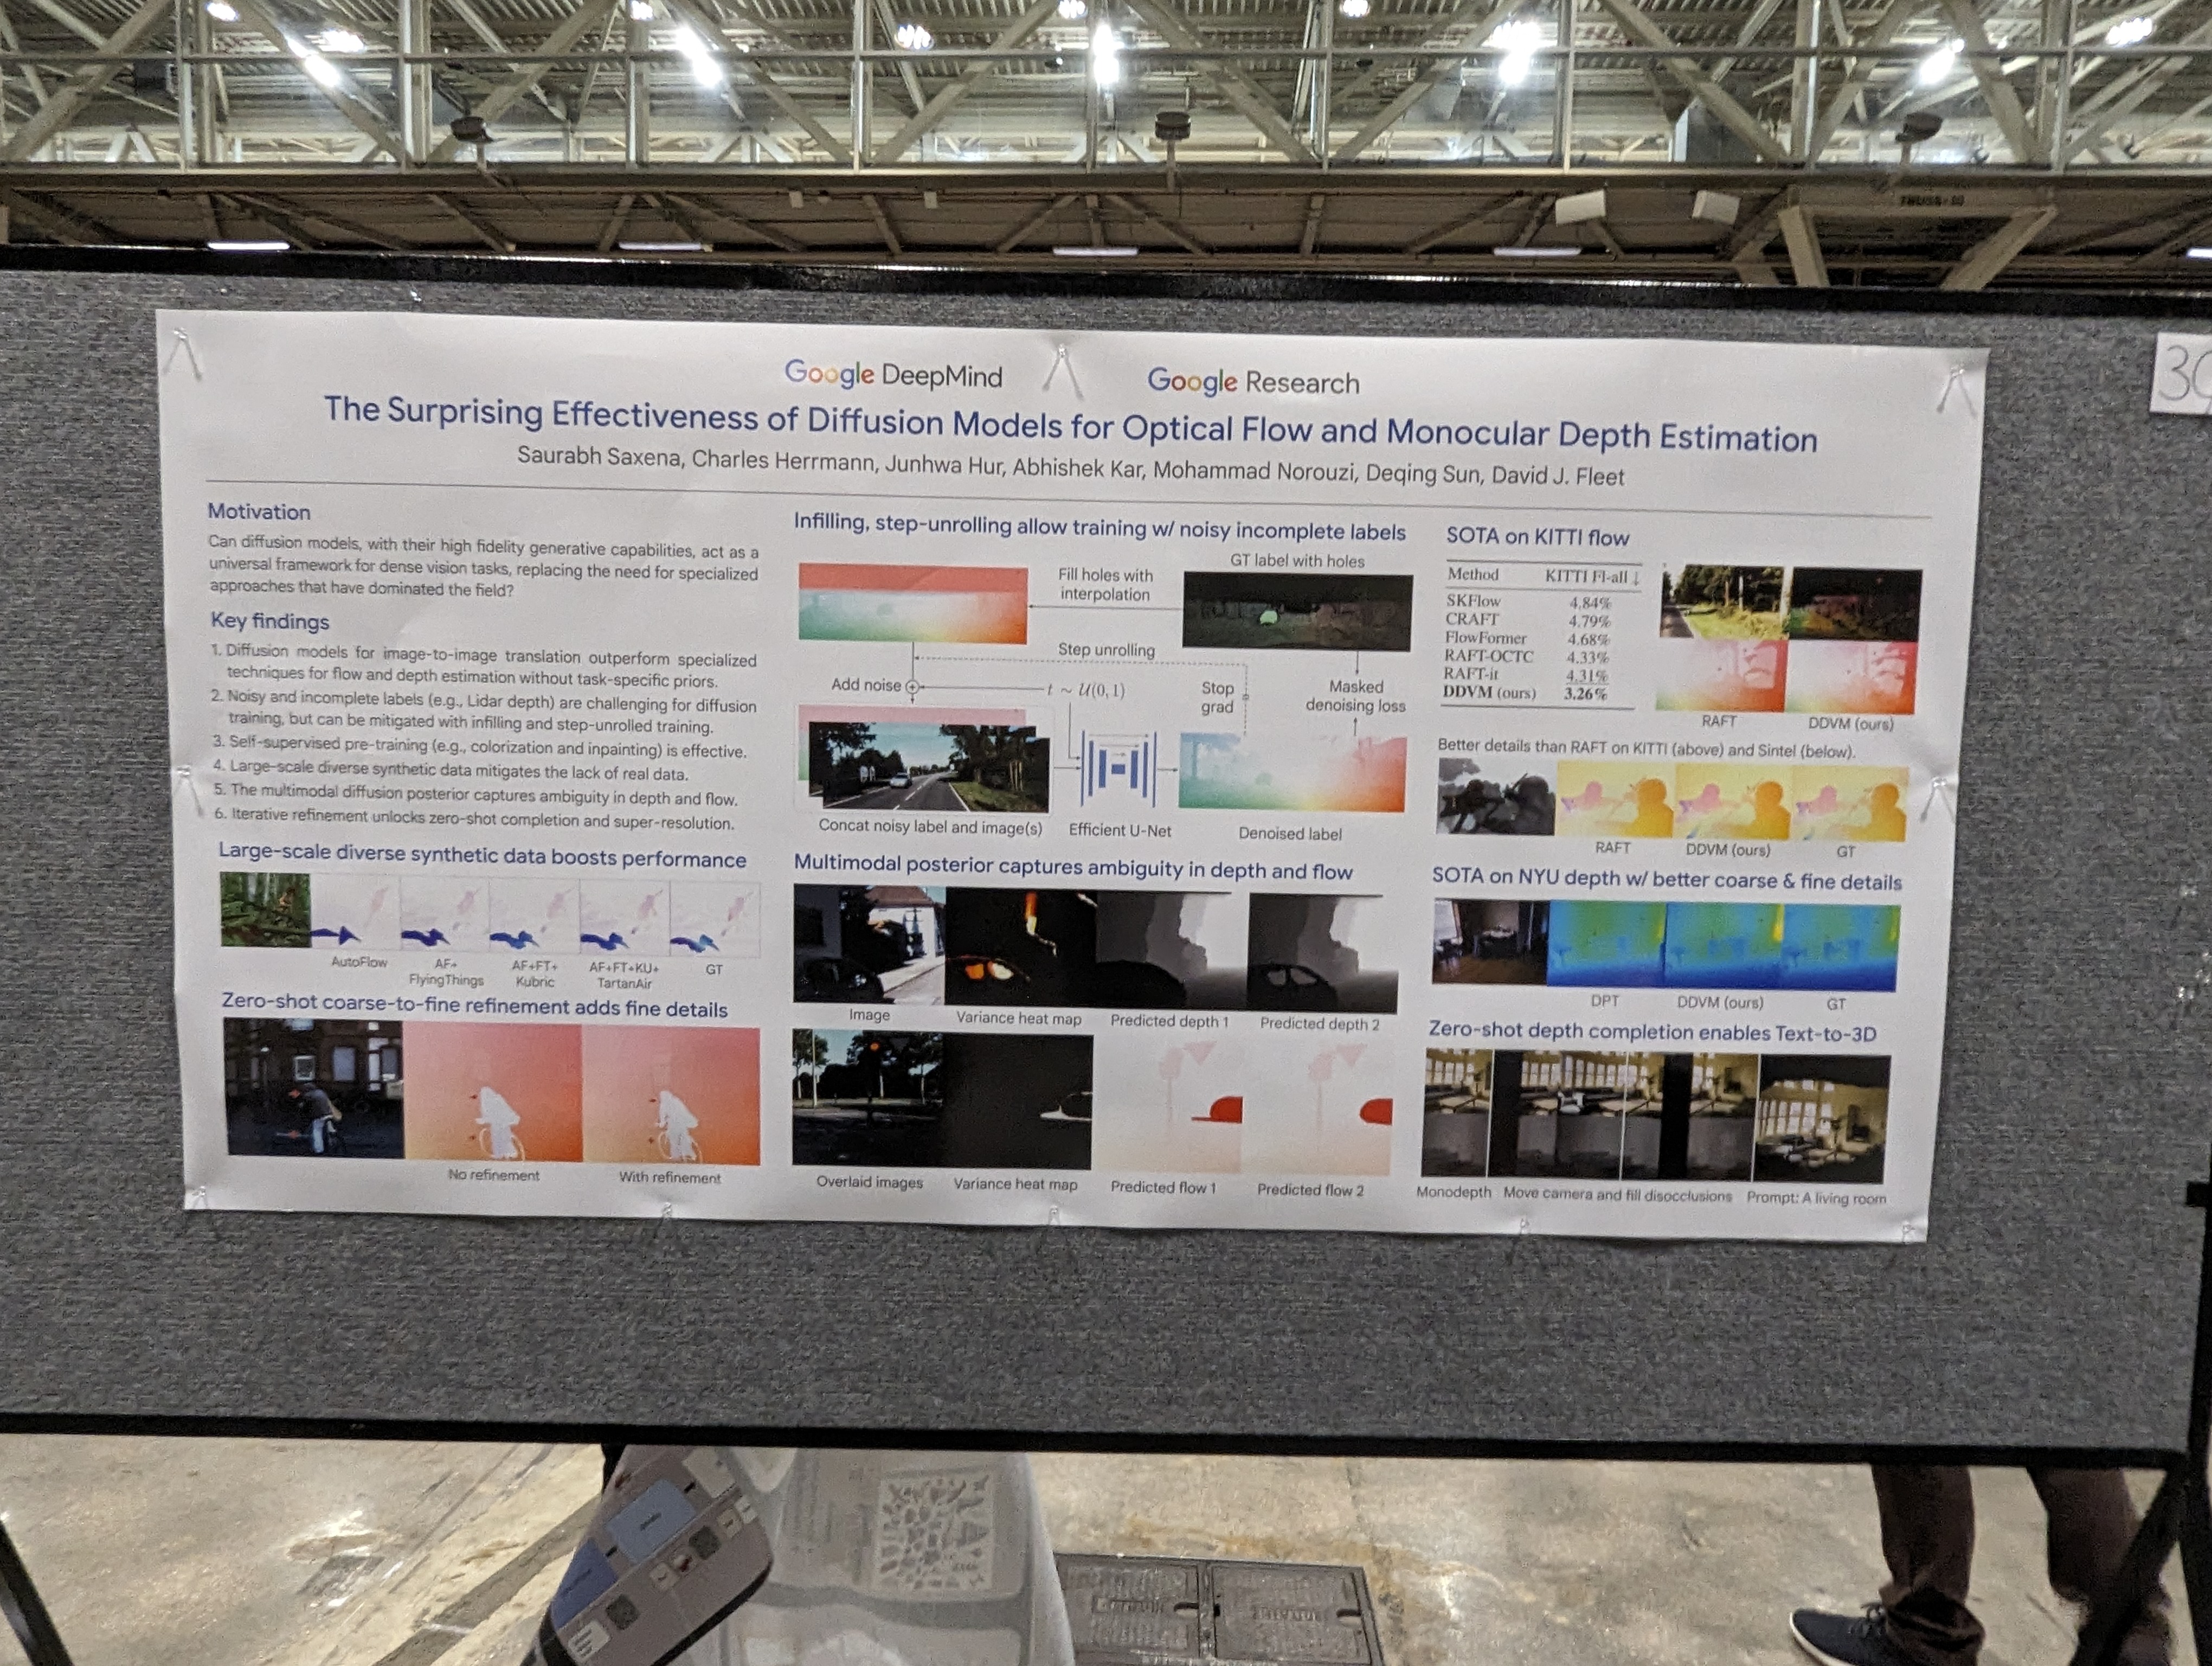 TRUSS-90
Google DeepMind
Google Research
The Surprising Effectiveness of Diffusion Models for Optical Flow and Monocular Depth Estimation
Saurabh Saxena, Charles Herrmann, Junhwa Hur, Abhishek Kar, Mohammad Norouzi, Deqing Sun, David J. Fleet
Motivation
Can diffusion models, with their high fidelity generative capabilities, act as a
universal framework for dense vision tasks, replacing the need for specialized
approaches that have dominated the field?
Key findings
1. Diffusion models for image-to-image translation outperform specialized
techniques for flow and depth estimation without task-specific priors.
2. Noisy and incomplete labels (e.g., Lidar depth) are challenging for diffusion
training, but can be mitigated with infilling and step-unrolled training.
3. Self-supervised pre-training (e.g., colorization and inpainting) is effective.
4. Large-scale diverse synthetic data mitigates the lack of real data.
5. The multimodal diffusion posterior captures ambiguity in depth and flow.
6. Iterative refinement unlocks zero-shot completion and super-resolution.
Large-scale diverse synthetic data boosts performance
AutoFlow
AF+
FlyingThings
AF+FT+
Kubric
AF+FT+KU+
TartanAir
GT
Zero-shot coarse-to-fine refinement adds fine details
No refinement
With refinement
Infilling, step-unrolling allow training w/ noisy incomplete labels
GT label with holes
Fill holes with
interpolation
Step unrolling
Add noise
t ~ U(0, 1)
Stop
grad
Masked
denoising loss
Concat noisy label and image(s)
Efficient U-Net
Denoised label
Multimodal posterior captures ambiguity in depth and flow
Image
Variance heat map
Predicted depth 1
Predicted depth 2
Overlaid images
Variance heat map
Predicted flow 1
Predicted flow 2
SOTA on KITTI flow
Method KITTI Fl-all ↓
SKFlow 4.84%
CRAFT 4.79%
FlowFormer 4.68%
RAFT-OCTC 4.33%
RAFT-it 4.31%
DDVM (ours) 3.26%
RAFT
DDVM (ours)
Better details than RAFT on KITTI (above) and Sintel (below).
RAFT
DDVM (ours)
GT
SOTA on NYU depth w/ better coarse & fine details
DPT
DDVM (ours)
GT
Zero-shot depth completion enables Text-to-3D
Monodepth
Move camera and fill disocclusions
Prompt: A living room